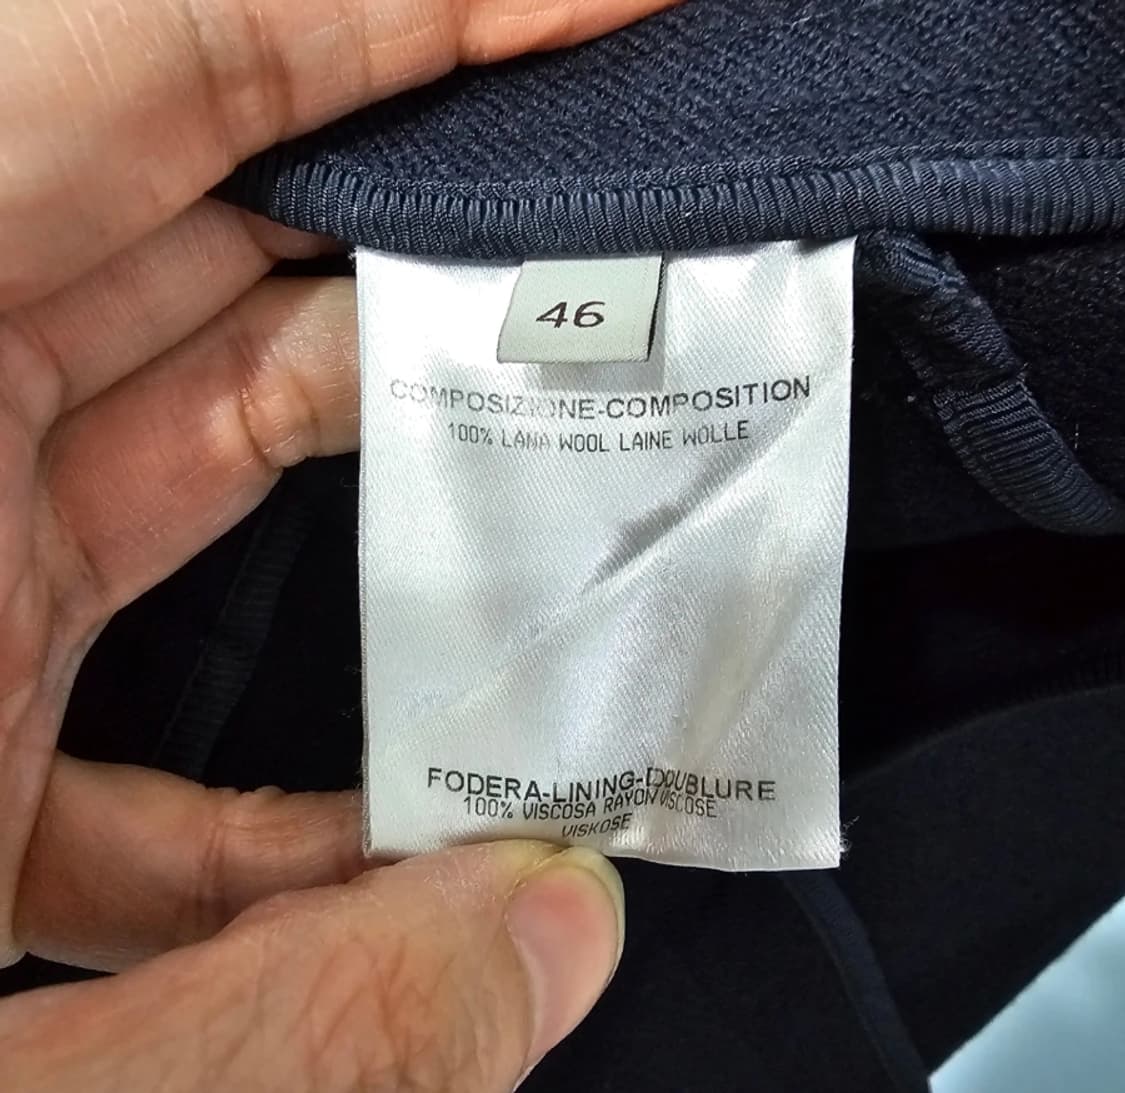 46
COMPOSIZIONE-COMPOSITION
100% LANA WOOL LAINE WOLLE
FODERA-LINING-DOUBLURE
100% VISCOSA RAYON VISCOSE
VISKOSE